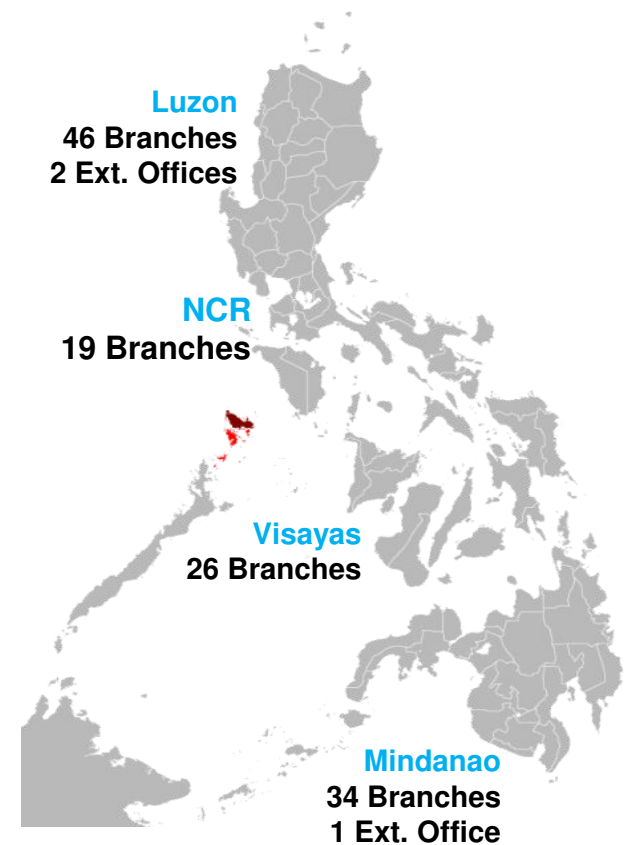 Luzon
46 Branches
2 Ext. Offices
NCR
19 Branches
Visayas
26 Branches
Mindanao
34 Branches
1 Ext. Office